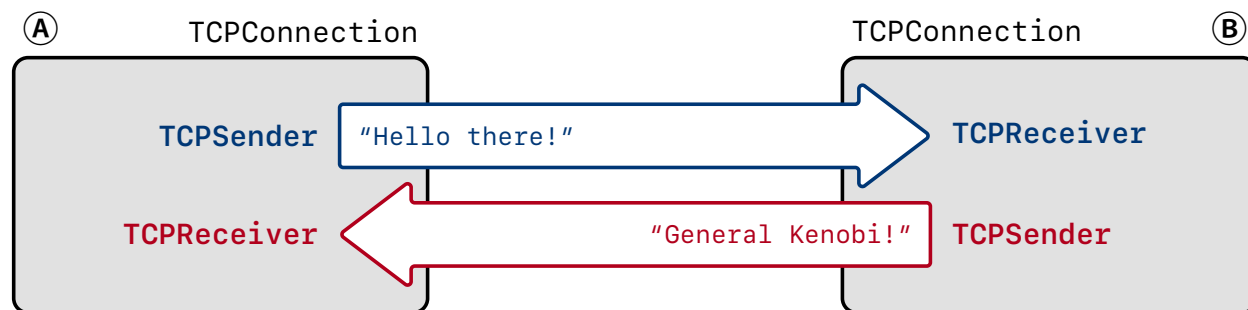 Ⓐ TCPConnection TCPConnection Ⓑ
TCPSender “Hello there!” TCPReceiver
TCPReceiver “General Kenobi!” TCPSender